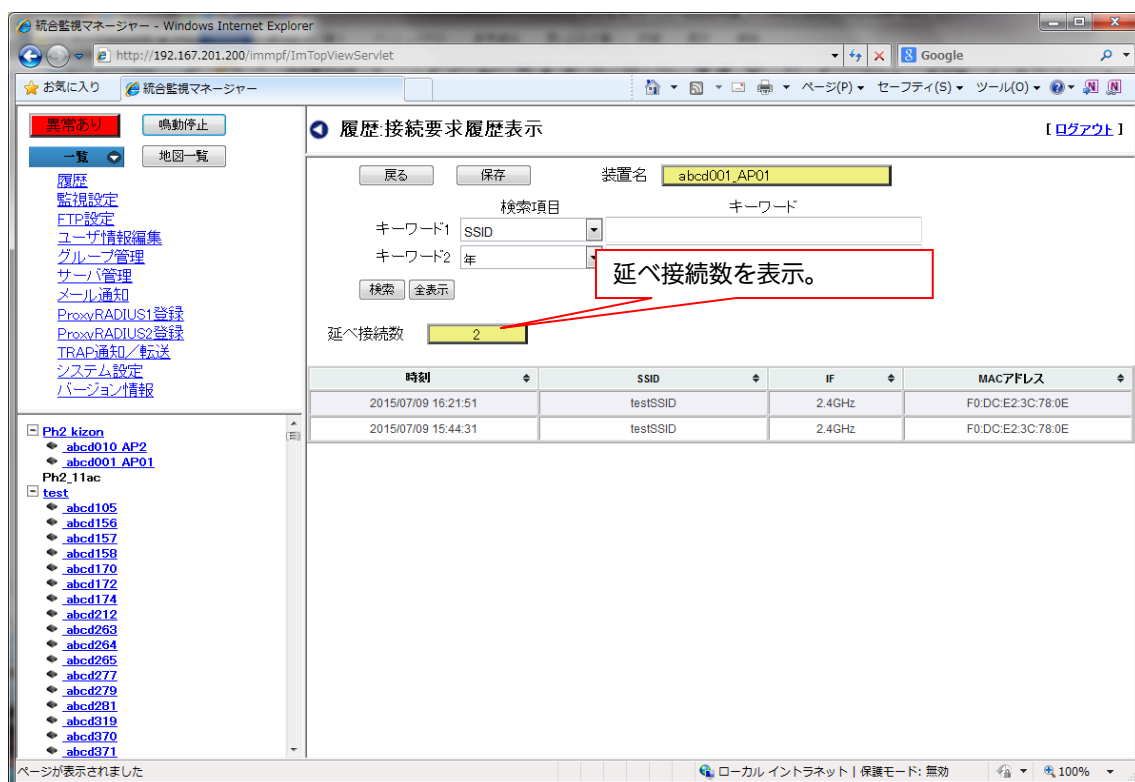 統合監視マネージャー - Windows Internet Explorer
http://192.167.201.200/immpf/ImTopViewServlet
Google
お気に入り 統合監視マネージャー ページ(P) セーフティ(S) ツール(O)
異常あり 鳴動停止
一覧 地図一覧
履歴
監視設定
FTP設定
ユーザ情報編集
グループ管理
サーバ管理
メール通知
ProxyRADIUS1登録
ProxyRADIUS2登録
TRAP通知/転送
システム設定
バージョン情報
Ph2 kizon
abcd010 AP2
abcd001 AP01
Ph2_11ac
test
abcd105
abcd156
abcd157
abcd158
abcd170
abcd172
abcd174
abcd212
abcd263
abcd264
abcd265
abcd277
abcd279
abcd281
abcd319
abcd370
abcd371
履歴:接続要求履歴表示 [ ログアウト ]
戻る 保存 装置名 abcd001_AP01
検索項目 キーワード
キーワード1 SSID
キーワード2 年
延べ接続数を表示。
検索 全表示
延べ接続数 2
時刻 SSID IF MACアドレス
2015/07/09 16:21:51 testSSID 2.4GHz F0:DC:E2:3C:78:0E
2015/07/09 15:44:31 testSSID 2.4GHz F0:DC:E2:3C:78:0E
ページが表示されました ローカル イントラネット | 保護モード: 無効 100%